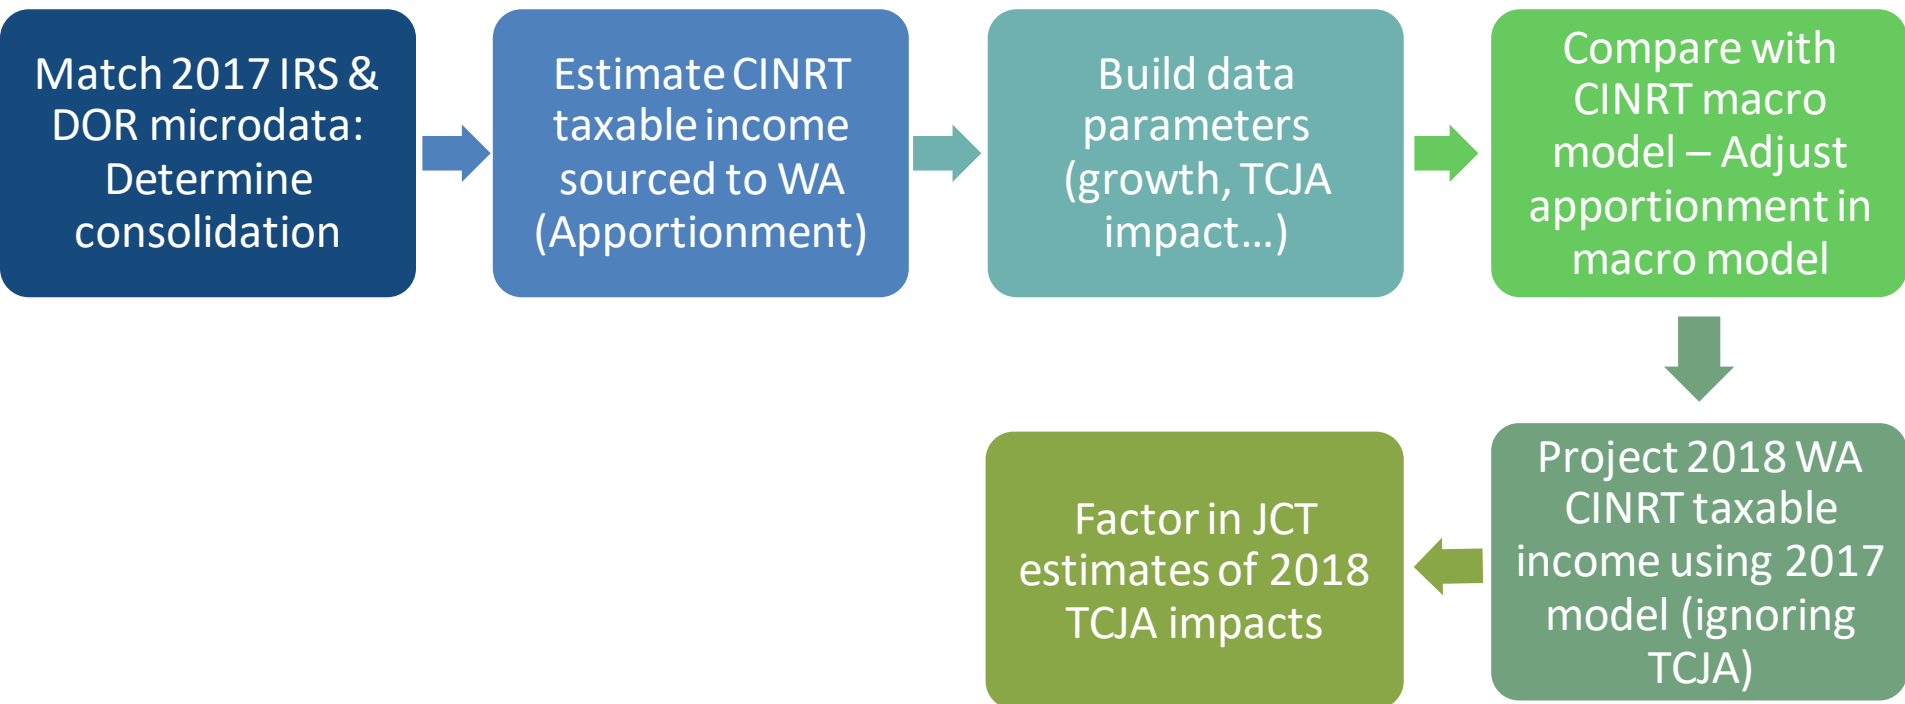 Match 2017 IRS &
DOR microdata:
Determine
consolidation
Estimate CINRT
taxable income
sourced to WA
(Apportionment)
Build data
parameters
(growth, TCJA
impact…)
Compare with
CINRT macro
model – Adjust
apportionment in
macro model
Project 2018 WA
CINRT taxable
income using 2017
model (ignoring
TCJA)
Factor in JCT
estimates of 2018
TCJA impacts